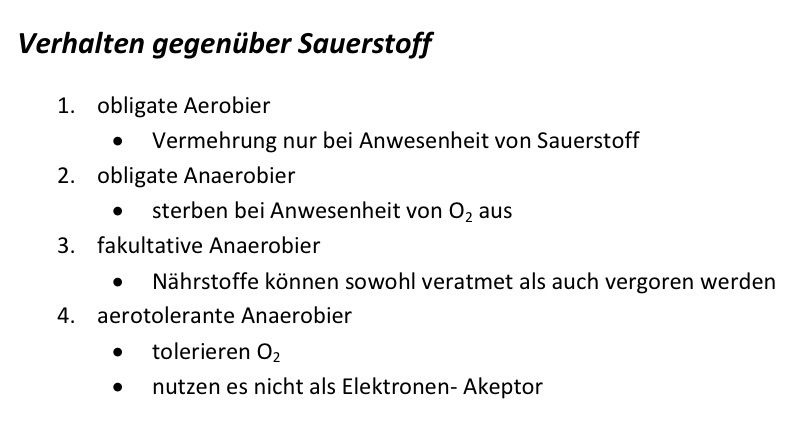 Verhalten gegenüber Sauerstoff
1. obligate Aerobier
• Vermehrung nur bei Anwesenheit von Sauerstoff
2. obligate Anaerobier
• sterben bei Anwesenheit von O₂ aus
3. fakultative Anaerobier
• Nährstoffe können sowohl veratmet als auch vergoren werden
4. aerotolerante Anaerobier
• tolerieren O₂
• nutzen es nicht als Elektronen- Akeptor